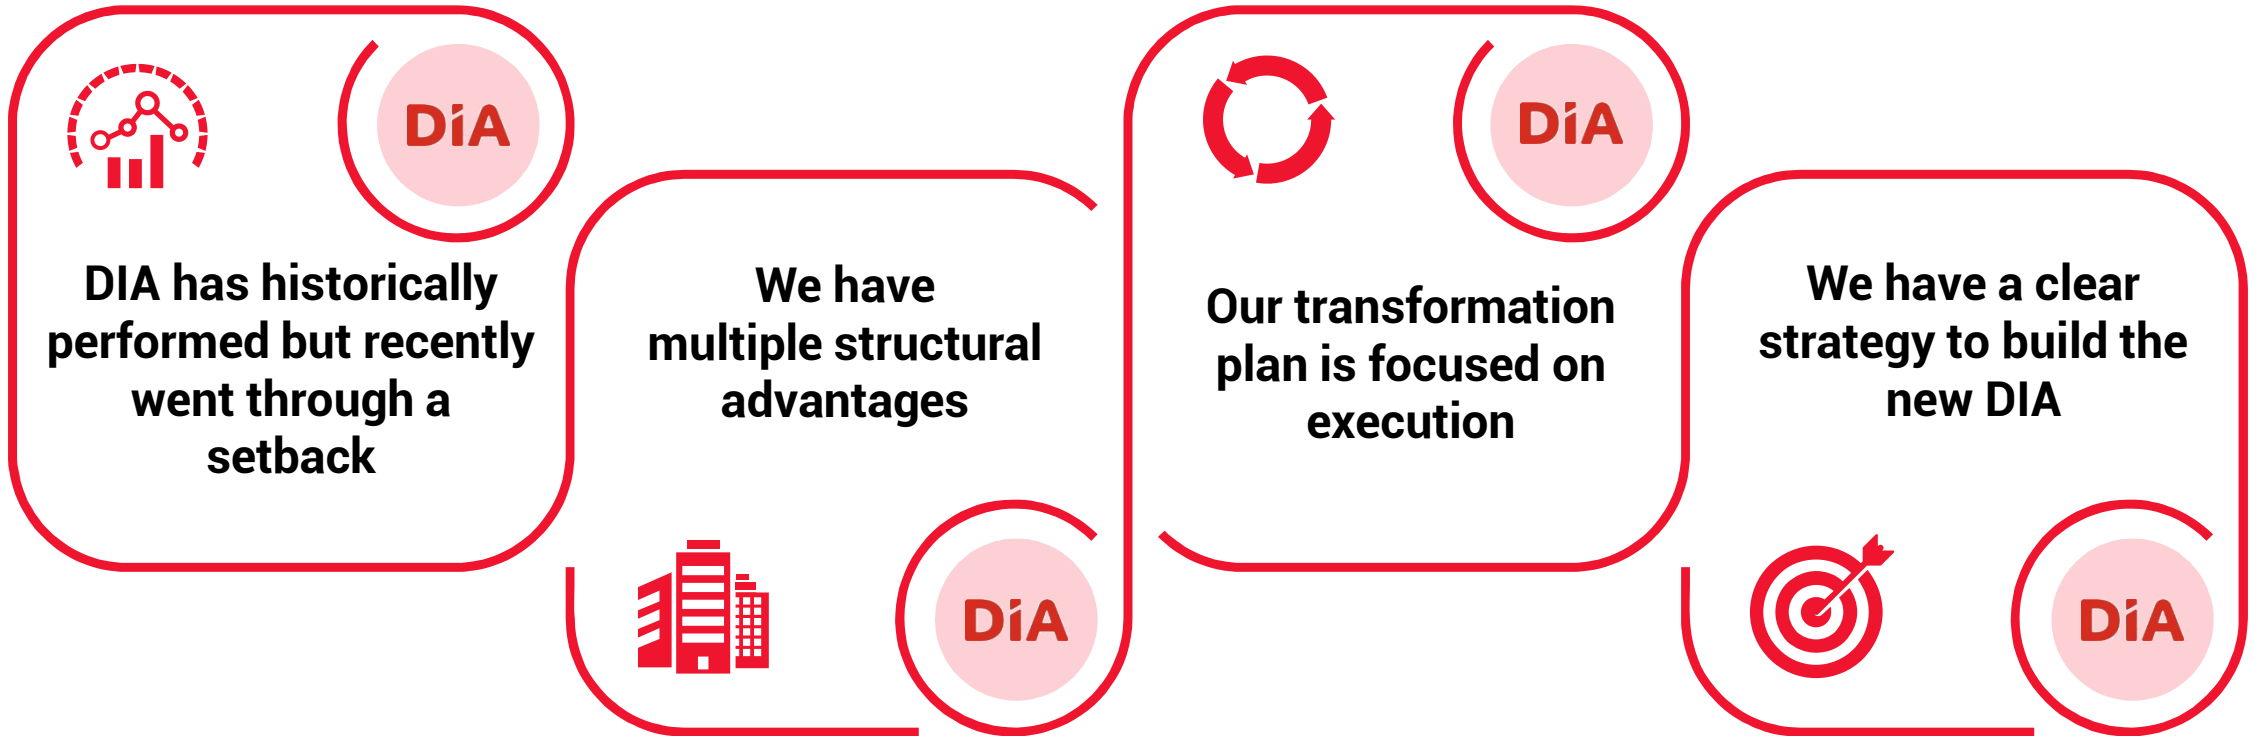 DiA
DIA has historically
performed but recently
went through a
setback
We have
multiple structural
advantages
DiA
DiA
Our transformation
plan is focused on
execution
We have a clear
strategy to build the
new DIA
DiA